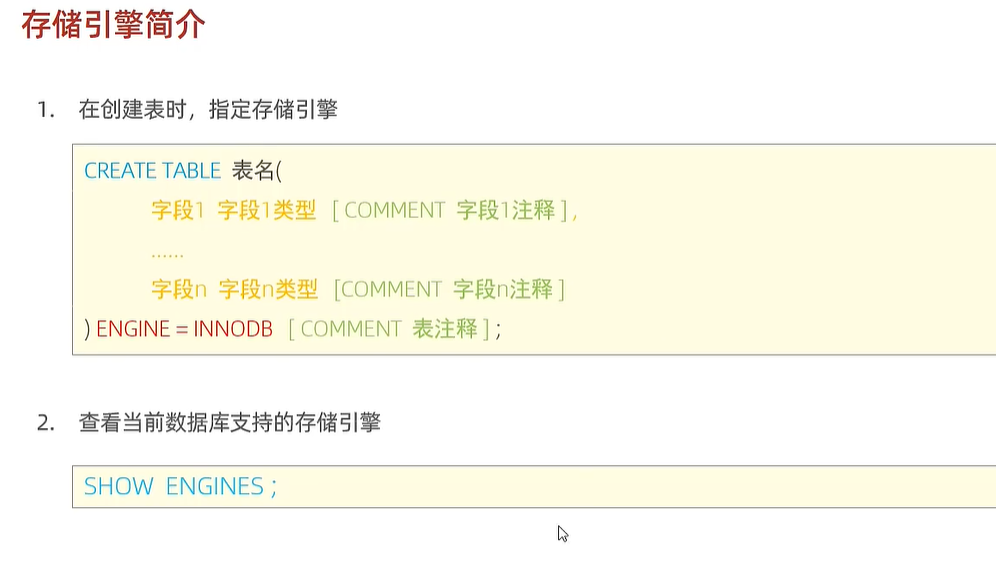 存储引擎简介
1. 在创建表时，指定存储引擎
CREATE TABLE 表名(
字段1 字段1类型 [ COMMENT 字段1注释 ] ,
......
字段n 字段n类型 [COMMENT 字段n注释 ]
) ENGINE = INNODB [ COMMENT 表注释 ] ;
2. 查看当前数据库支持的存储引擎
SHOW ENGINES ;